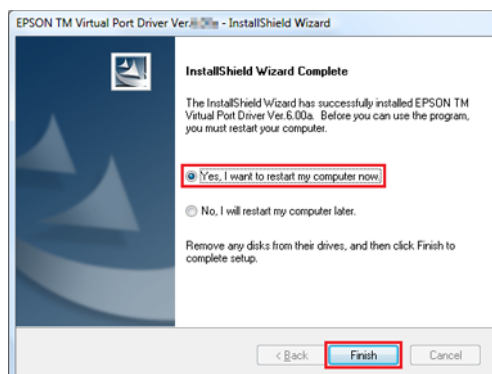 EPSON TM Virtual Port Driver Ver. - InstallShield Wizard
InstallShield Wizard Complete
The InstallShield Wizard has successfully installed EPSON TM
Virtual Port Driver Ver.6.00a. Before you can use the program,
you must restart your computer.
Yes, I want to restart my computer now.
No, I will restart my computer later.
Remove any disks from their drives, and then click Finish to
complete setup.
< Back Finish Cancel